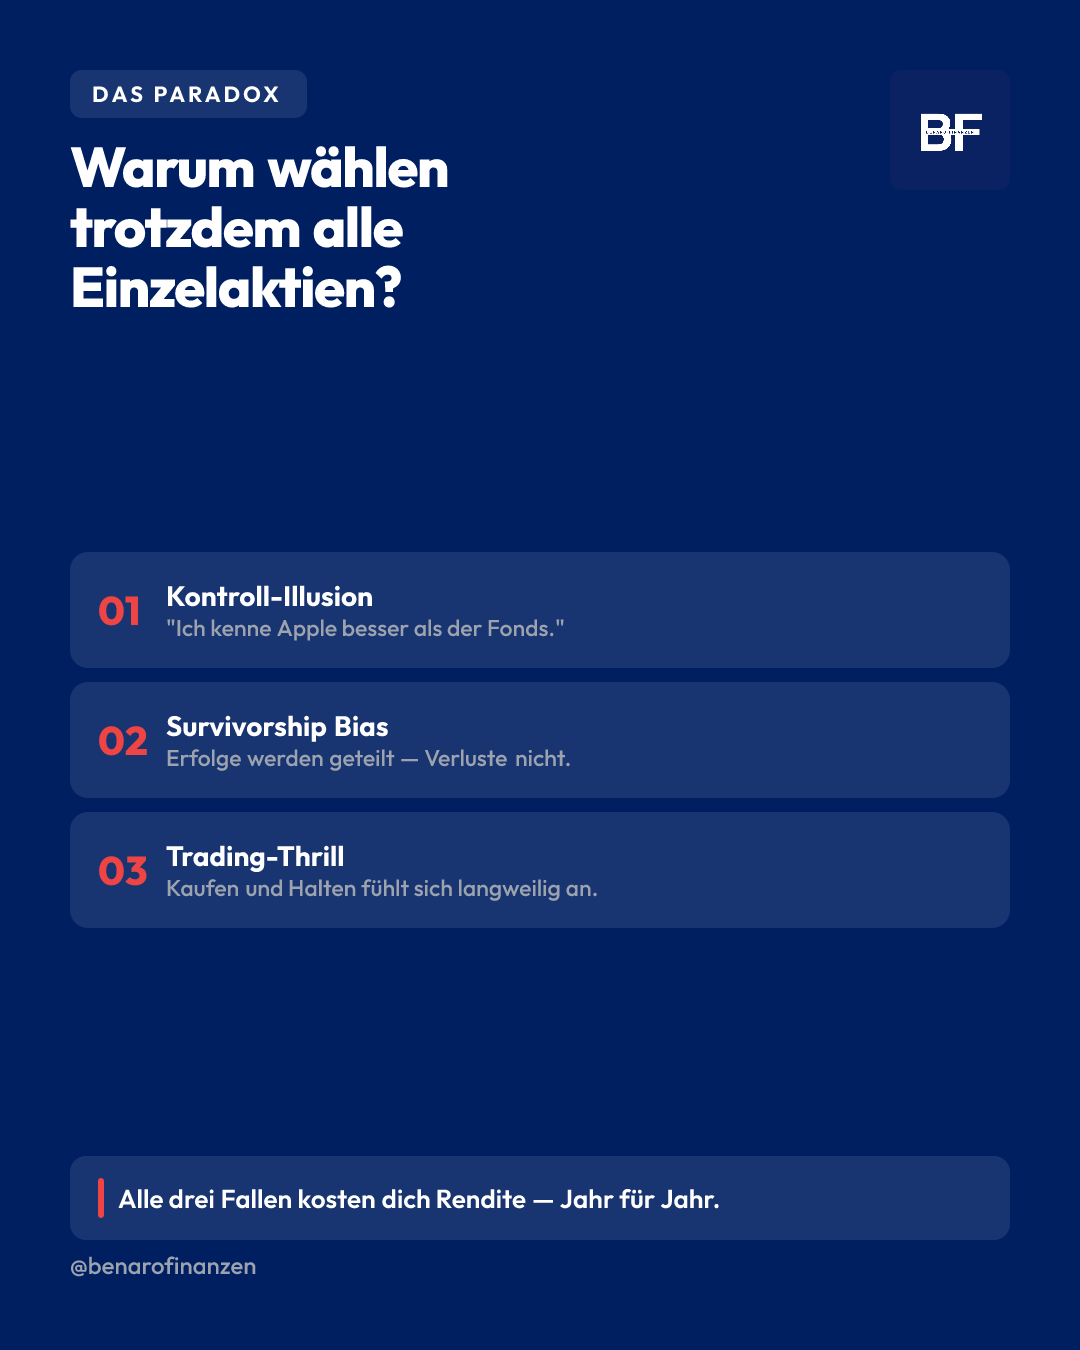 DAS PARADOX
BF
Warum wählen
trotzdem alle
Einzelaktien?
01
Kontroll-Illusion
"Ich kenne Apple besser als der Fonds."
02
Survivorship Bias
Erfolge werden geteilt — Verluste nicht.
03
Trading-Thrill
Kaufen und Halten fühlt sich langweilig an.
Alle drei Fallen kosten dich Rendite — Jahr für Jahr.
@benarofinanzen